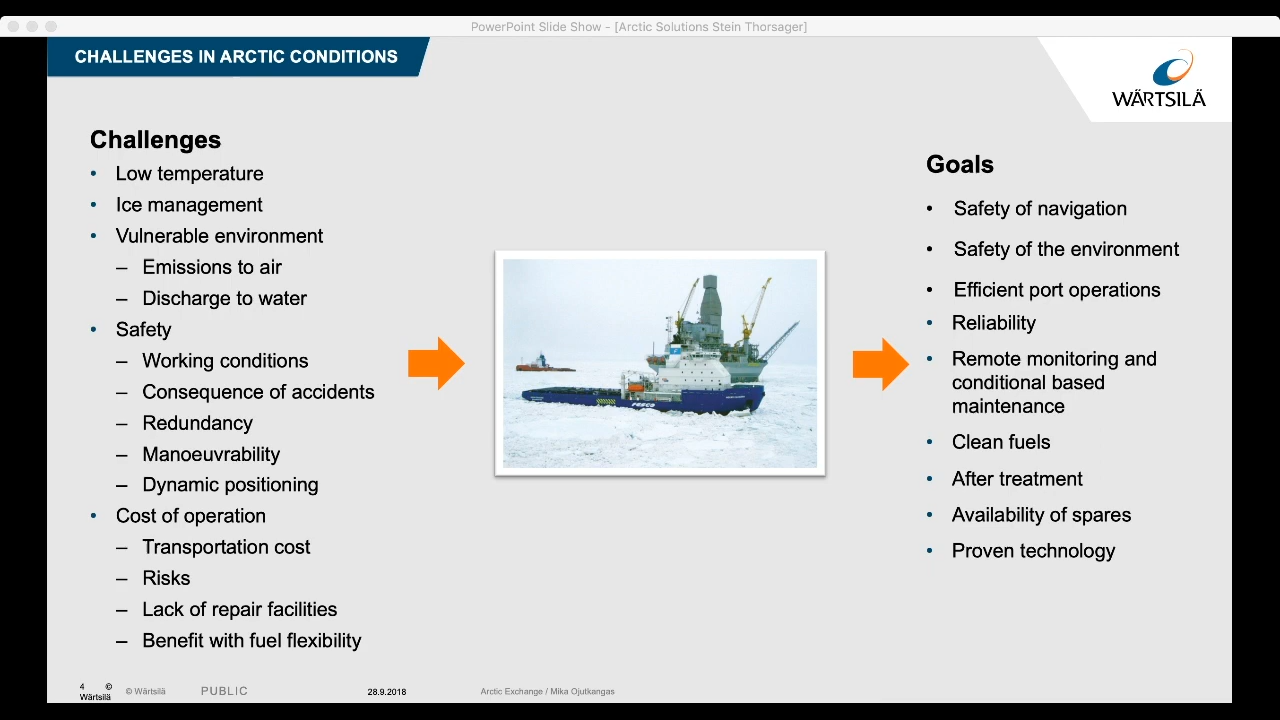 PowerPoint Slide Show - [Arctic Solutions Stein Thorsager]
CHALLENGES IN ARCTIC CONDITIONS
WÄRTSILÄ
Challenges
• Low temperature
• Ice management
• Vulnerable environment
– Emissions to air
– Discharge to water
• Safety
– Working conditions
– Consequence of accidents
– Redundancy
– Manoeuvrability
– Dynamic positioning
• Cost of operation
– Transportation cost
– Risks
– Lack of repair facilities
– Benefit with fuel flexibility
FESCO
Goals
• Safety of navigation
• Safety of the environment
• Efficient port operations
• Reliability
• Remote monitoring and
conditional based
maintenance
• Clean fuels
• After treatment
• Availability of spares
• Proven technology
4 ©
Wärtsilä
© Wärtsilä
PUBLIC
28.9.2018
Arctic Exchange / Mika Ojutkangas